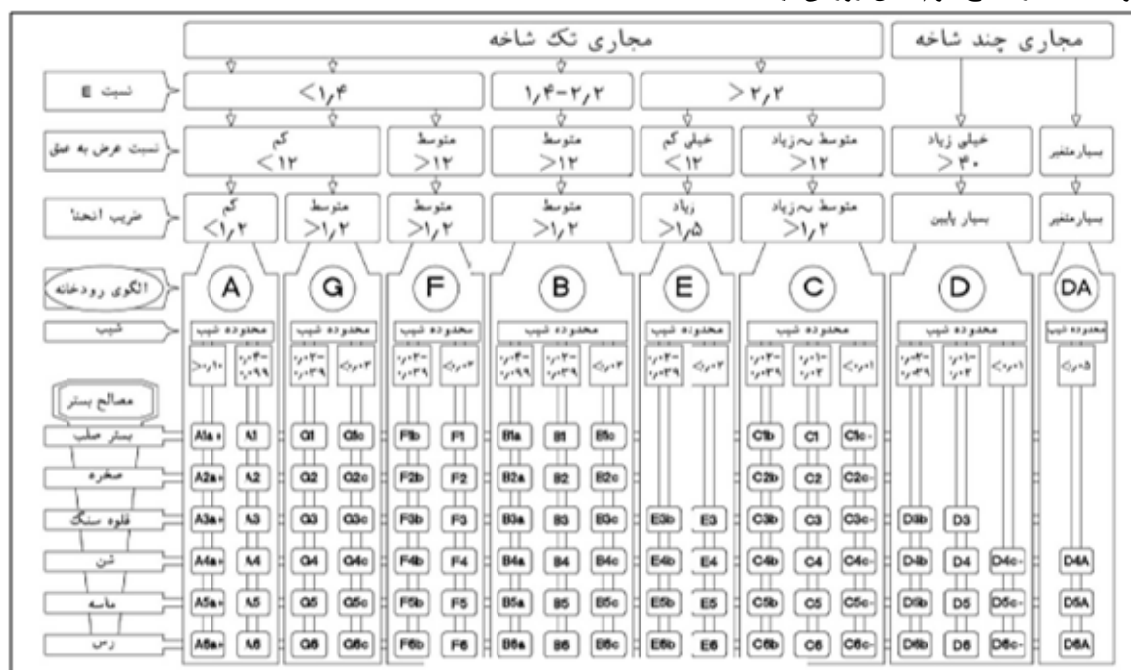 مجاری تک شاخه مجاری چند شاخه
نسبت E <۱٫۴ ۱٫۴-۲٫۲ >۲٫۲
نسبت عرض به عمق کم <۱۲ متوسط >۱۲ متوسط >۱۲ خیلی کم <۱۲ متوسط به زیاد >۱۲ خیلی زیاد >۴۰ بسیار متغیر
ضریب انحنا کم <۱٫۲ متوسط >۱٫۲ متوسط >۱٫۲ متوسط >۱٫۲ زیاد >۱٫۵ متوسط به زیاد >۱٫۲ بسیار پایین بسیار متغیر
الگوی رودخانه A G F B E C D DA
شیب محدوده شیب محدوده شیب محدوده شیب محدوده شیب محدوده شیب محدوده شیب محدوده شیب محدوده شیب
مصالح بستر
بستر صلب A1a+ A1 G1 G1c F1b F1 B1a B1 B1c C1b C1 C1c-
صخره A2a+ A2 G2 G2c F2b F2 B2a B2 B2c C2b C2 C2c-
قلوه سنگ A3a+ A3 G3 G3c F3b F3 B3a B3 B3c E3b E3 C3b C3 C3c- D3b D3
شن A4a+ A4 G4 G4c F4b F4 B4a B4 B4c E4b E4 C4b C4 C4c- D4b D4 D4c- D4A
ماسه A5a+ A5 G5 G5c F5b F5 B5a B5 B5c E5b E5 C5b C5 C5c- D5b D5 D5c- D5A
رس A6a+ A6 G6 G6c F6b F6 B6a B6 B6c E6b E6 C6b C6 C6c- D6b D6 D6c- D6A